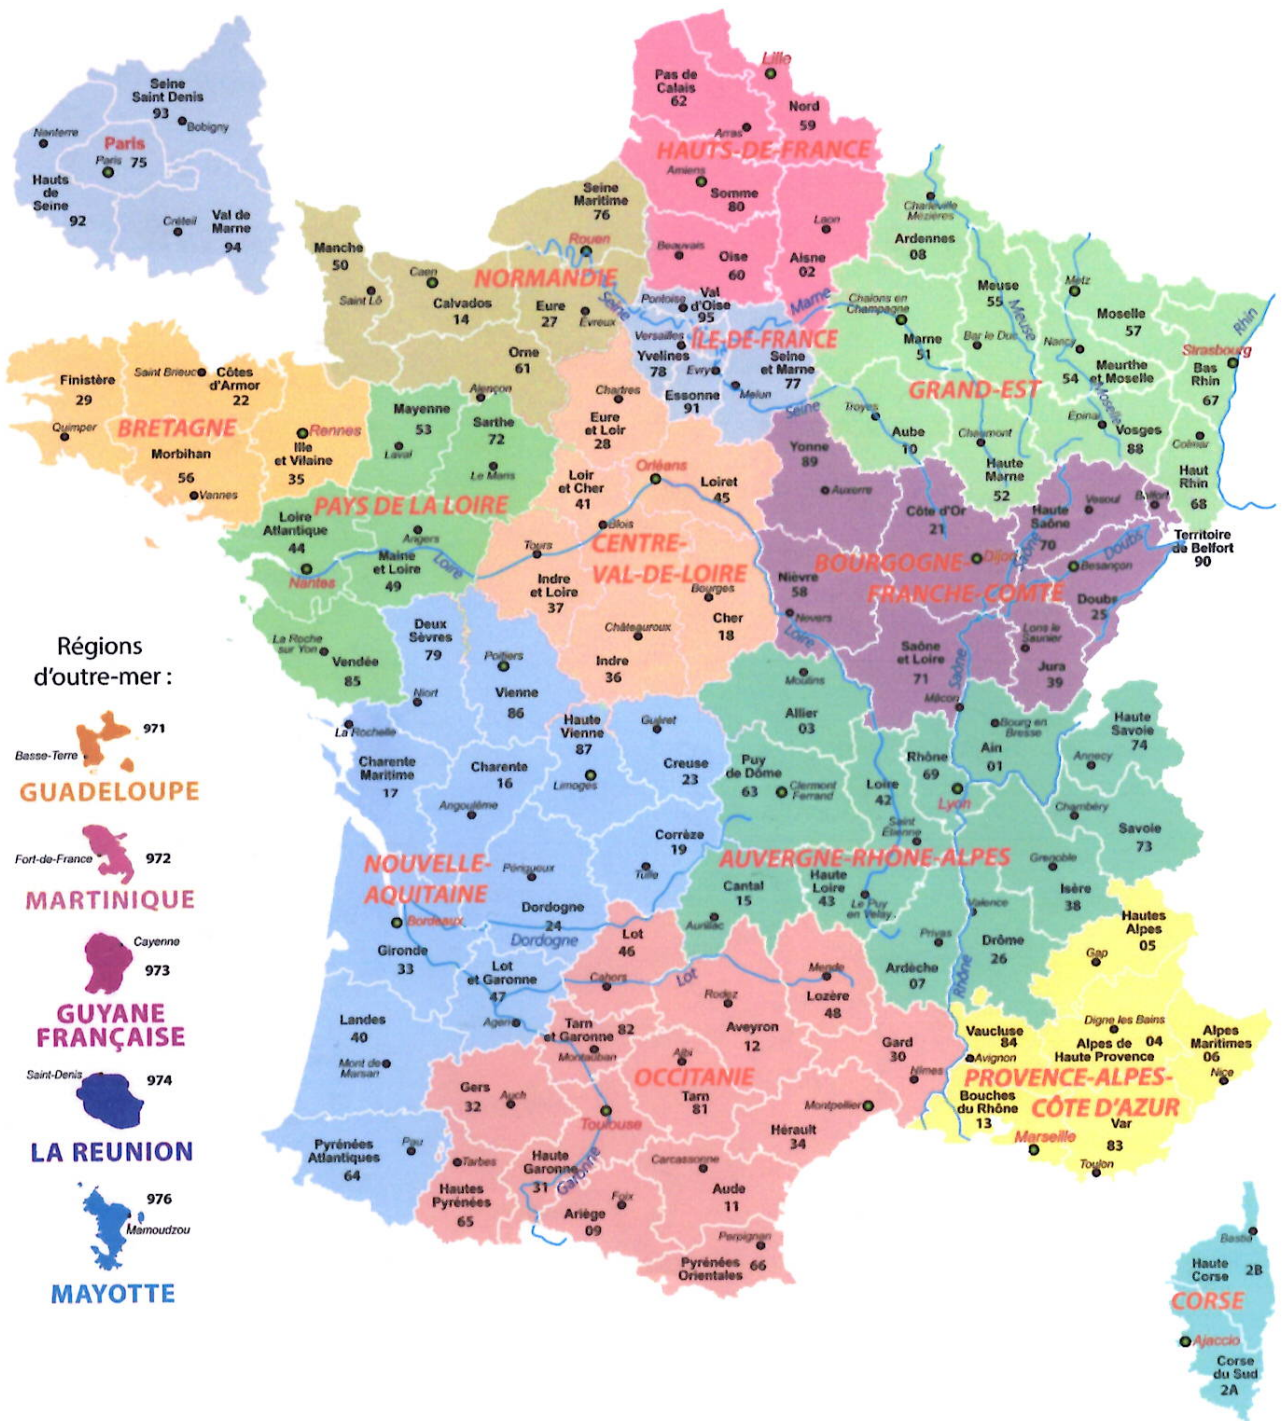 Seine
Saint Denis
93
Bobigny
Nanterre
Paris
Paris 75
Hauts
de
Seine
92
Créteil
Val de
Marne
94
Lille
Pas de
Calais
62
Nord
59
Arras
HAUTS-DE-FRANCE
Amiens
Somme
80
Laon
Beauvais
Oise
60
Aisne
02
Seine
Maritime
76
Rouen
Manche
50
Saint Lô
Caen
NORMANDIE
Calvados
14
Eure
27
Évreux
Orne
61
Alençon
Seine
Pontoise
Val
d'Oise
95
Marne
Versailles
ÎLE-DE-FRANCE
Yvelines
78
Evry
Seine
et Marne
77
Melun
Essonne
91
Seine
Charleville
Mézières
Ardennes
08
Meuse
55
Meuse
Metz
Moselle
57
Chalons en
Champagne
Marne
51
Bar le Duc
Nancy
Meurthe
54 et Moselle
Strasbourg
Bas
Rhin
67
Rhin
GRAND-EST
Moselle
Troyes
Aube
10
Chaumont
Haute
Marne
52
Épinal
Vosges
88
Colmar
Haut
Rhin
68
Finistère
29
Saint Brieuc
Côtes
d'Armor
22
Quimper
BRETAGNE
Rennes
Ille
et Vilaine
35
Morbihan
56
Vannes
Mayenne
53
Laval
Sarthe
72
Le Mans
PAYS DE LA LOIRE
Loire
Atlantique
44
Angers
Maine
et Loire
49
Loire
Nantes
La Roche
sur Yon
Vendée
85
Chartres
Eure
et Loir
28
Loir
et Cher
41
Orléans
Loiret
45
Blois
Tours
CENTRE-
VAL-DE-LOIRE
Indre
et Loire
37
Bourges
Cher
18
Châteauroux
Indre
36
Yonne
89
Auxerre
Côte d'Or
21
Haute
Saône
70
Vesoul
Belfort
Territoire
de Belfort
90
Dijon
Saône
Doubs
Besançon
BOURGOGNE-
FRANCHE-COMTÉ
Nièvre
58
Nevers
Loire
Doubs
25
Saône
et Loire
71
Saône
Lons le
Saunier
Jura
39
Mâcon
Deux
Sèvres
79
Poitiers
Vienne
86
Niort
La Rochelle
Charente
Maritime
17
Charente
16
Angoulême
Haute
Vienne
87
Limoges
Guéret
Creuse
23
Corrèze
19
Tulle
NOUVELLE-
AQUITAINE
Périgueux
Dordogne
24
Dordogne
Bordeaux
Gironde
33
Lot
et Garonne
47
Agen
Landes
40
Mont de
Marsan
Pyrénées
Atlantiques
64
Pau
Moulins
Allier
03
Puy
de Dôme
63
Clermont
Ferrand
Loire
42
Saint
Etienne
Rhône
69
Lyon
Bourg en
Bresse
Ain
01
Haute
Savoie
74
Annecy
Chambéry
Savoie
73
AUVERGNE-RHÔNE-ALPES
Cantal
15
Aurillac
Haute
Loire
43
Le Puy
en Velay
Grenoble
Isère
38
Valence
Privas
Drôme
26
Ardèche
07
Rhône
Lot
46
Cahors
Lot
Rodez
Aveyron
12
Mende
Lozère
48
Tarn
et Garonne
82
Montauban
Albi
Tarn
81
OCCITANIE
Gard
30
Nîmes
Gers
32
Auch
Toulouse
Montpellier
Hérault
34
Tarbes
Hautes
Pyrénées
65
Haute
Garonne
31
Garonne
Foix
Ariège
09
Carcassonne
Aude
11
Perpignan
Pyrénées
Orientales
66
Hautes
Alpes
05
Gap
Vaucluse
84
Avignon
Digne les Bains
Alpes de 04
Haute Provence
Alpes
Maritimes
06
Nice
PROVENCE-ALPES-
CÔTE D'AZUR
Bouches
du Rhône
13
Marseille
Var
83
Toulon
Bastia
Haute
Corse
2B
CORSE
Ajaccio
Corse
du Sud
2A
Régions
d'outre-mer :
971
Basse-Terre
GUADELOUPE
Fort-de-France
972
MARTINIQUE
Cayenne
973
GUYANE
FRANÇAISE
Saint-Denis
974
LA REUNION
976
Mamoudzou
MAYOTTE